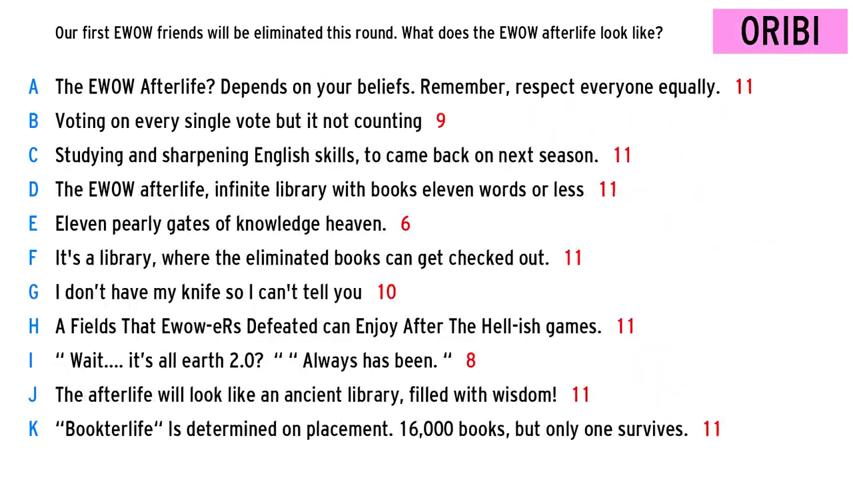 Our first EWOW friends will be eliminated this round. What does the EWOW afterlife look like?
ORIBI
A The EWOW Afterlife? Depends on your beliefs. Remember, respect everyone equally. 11
B Voting on every single vote but it not counting 9
C Studying and sharpening English skills, to came back on next season. 11
D The EWOW afterlife, infinite library with books eleven words or less 11
E Eleven pearly gates of knowledge heaven. 6
F It's a library, where the eliminated books can get checked out. 11
G I don’t have my knife so I can't tell you 10
H A Fields That Ewow-eRs Defeated can Enjoy After The Hell-ish games. 11
I “ Wait.... it’s all earth 2.0? “ “ Always has been. “ 8
J The afterlife will look like an ancient library, filled with wisdom! 11
K “Bookterlife“ Is determined on placement. 16,000 books, but only one survives. 11